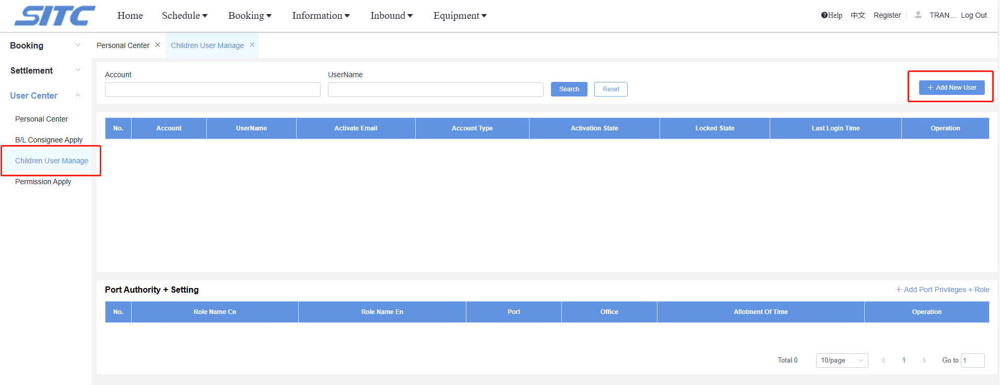 SITC Home Schedule Booking Information Inbound Equipment Help 中文 Register TRAN... Log Out
Booking
Settlement
User Center
Personal Center
B/L Consignee Apply
Children User Manage
Permission Apply
Personal Center × Children User Manage ×
Account UserName
Search Reset + Add New User
No. Account UserName Activate Email Account Type Activation State Locked State Last Login Time Operation
Port Authority + Setting + Add Port Privileges + Role
No. Role Name Cn Role Name En Port Office Allotment Of Time Operation
Total 0 10/page < 1 > Go to 1